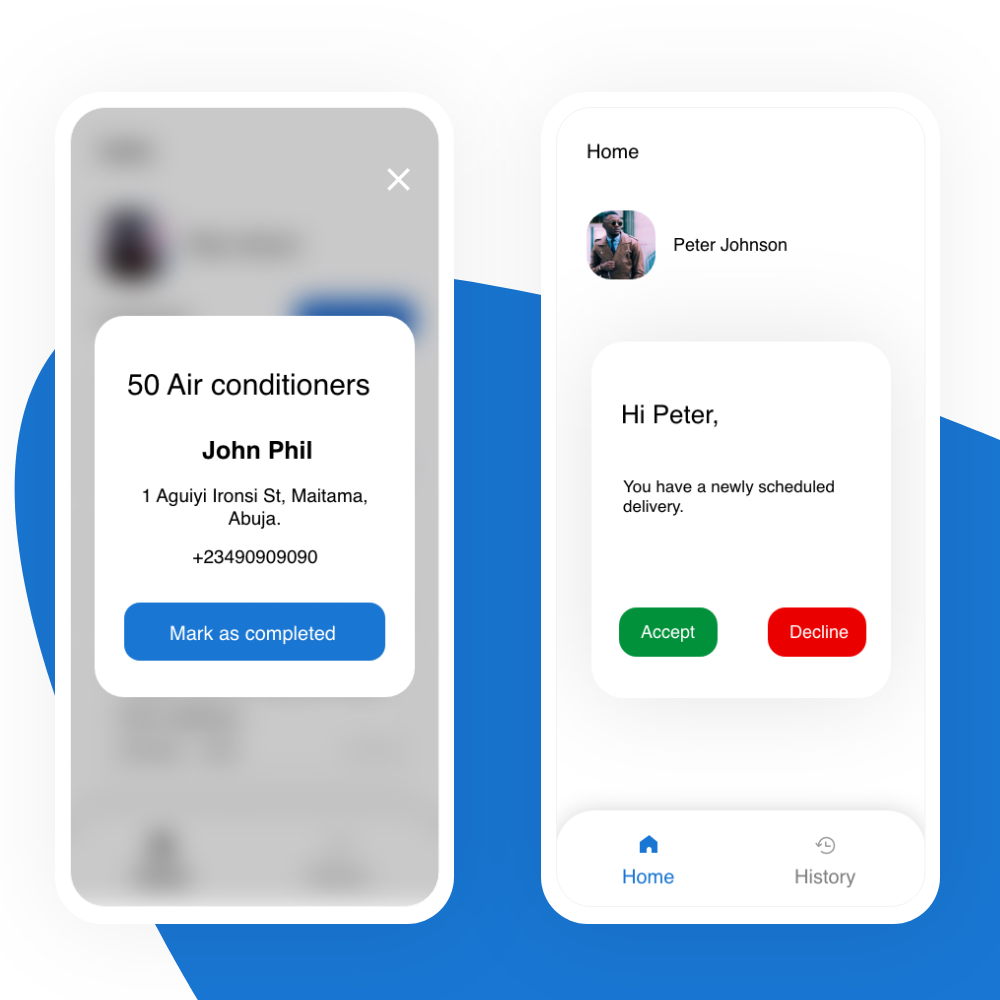 50 Air conditioners
John Phil
1 Aguiyi Ironsi St, Maitama,
Abuja.
+23490909090
Mark as completed
Home
Peter Johnson
Hi Peter,
You have a newly scheduled
delivery.
Accept Decline
Home History